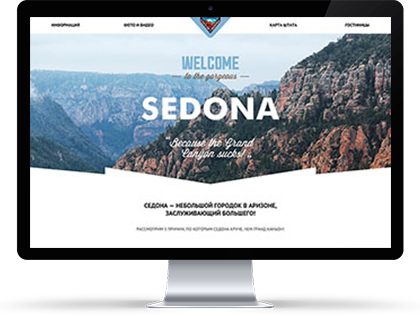 ИНФОРМАЦИЯ ФОТО И ВИДЕО КАРТА ШТАТА ГОСТИНИЦЫ
WELCOME
to the gorgeous
SEDONA
"Because the Grand
Canyon sucks!"
СЕДОНА — НЕБОЛЬШОЙ ГОРОДОК В АРИЗОНЕ,
ЗАСЛУЖИВАЮЩИЙ БОЛЬШЕГО!
РАССМОТРИМ 5 ПРИЧИН, ПО КОТОРЫМ СЕДОНА КРУЧЕ, ЧЕМ ГРАНД КАНЬОН!